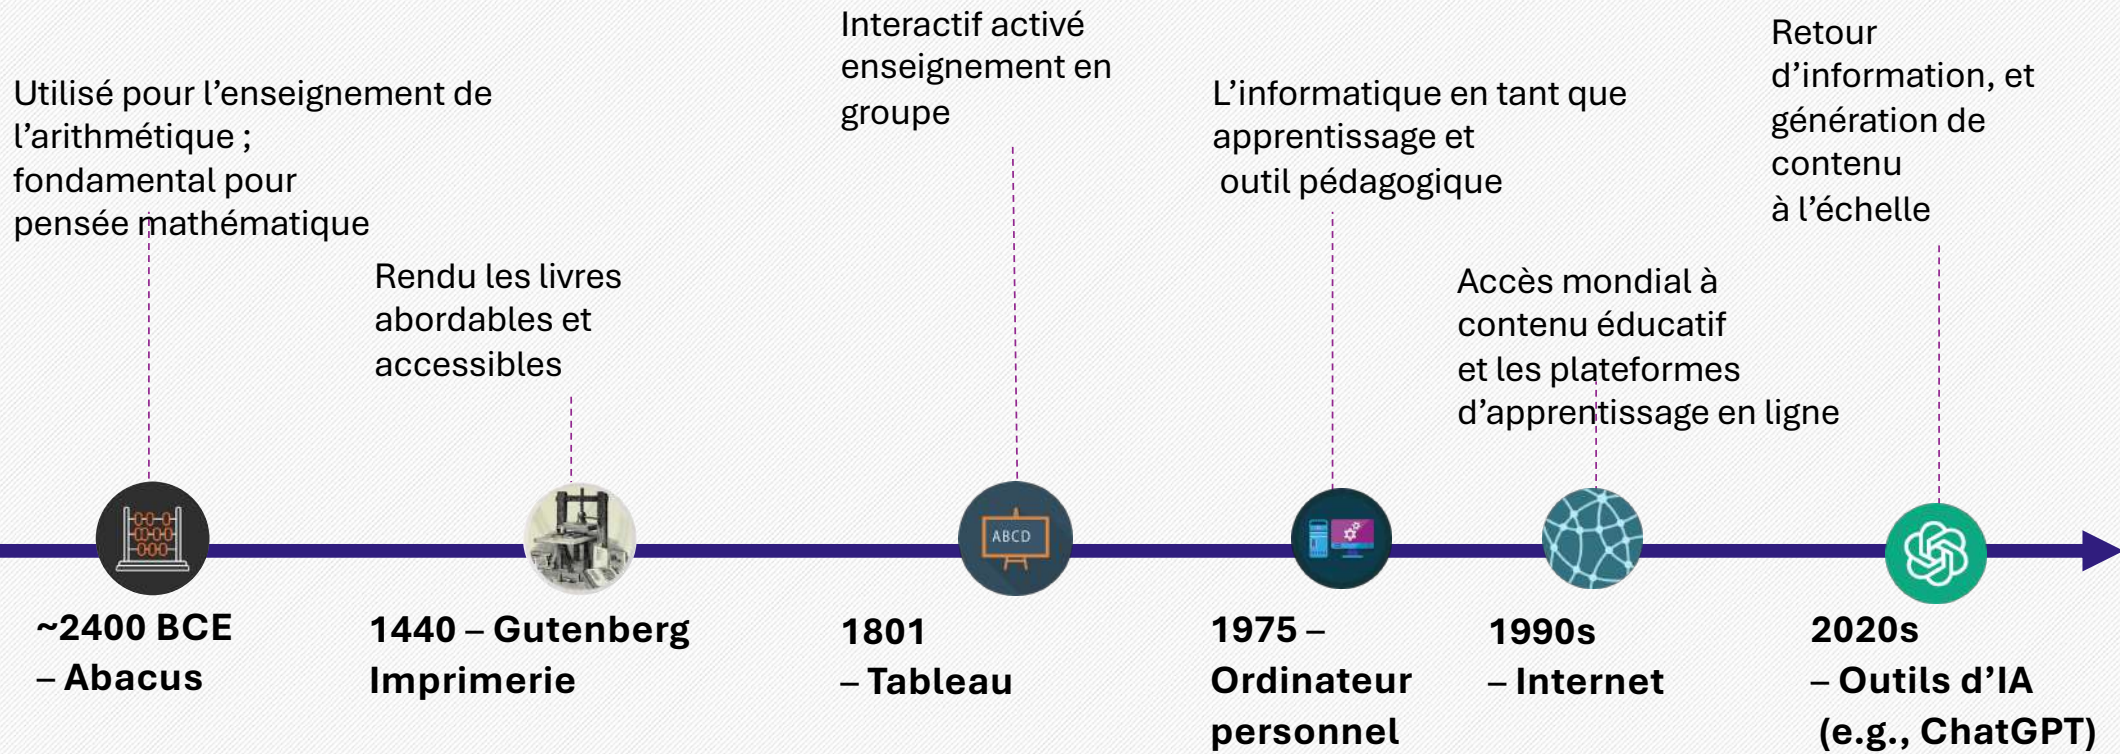 Utilisé pour l’enseignement de
l’arithmétique ;
fondamental pour
pensée mathématique
Rendu les livres
abordables et
accessibles
Interactif activé
enseignement en
groupe
L’informatique en tant que
apprentissage et
outil pédagogique
Accès mondial à
contenu éducatif
et les plateformes
d’apprentissage en ligne
Retour
d’information, et
génération de
contenu
à l’échelle
ABCD
~2400 BCE
– Abacus
1440 – Gutenberg
Imprimerie
1801
– Tableau
1975 –
Ordinateur
personnel
1990s
– Internet
2020s
– Outils d’IA
(e.g., ChatGPT)